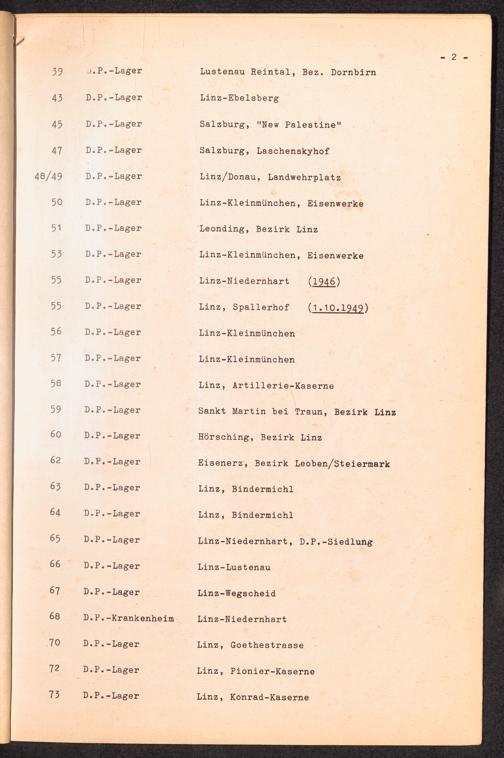 - 2 -
39 D.P.-Lager Lustenau Reintal, Bez. Dornbirn
43 D.P.-Lager Linz-Ebelsberg
45 D.P.-Lager Salzburg, "New Palestine"
47 D.P.-Lager Salzburg, Laschenskyhof
48/49 D.P.-Lager Linz/Donau, Landwehrplatz
50 D.P.-Lager Linz-Kleinmünchen, Eisenwerke
51 D.P.-Lager Leonding, Bezirk Linz
53 D.P.-Lager Linz-Kleinmünchen, Eisenwerke
55 D.P.-Lager Linz-Niedernhart (1946)
55 D.P.-Lager Linz, Spallerhof (1.10.1949)
56 D.P.-Lager Linz-Kleinmünchen
57 D.P.-Lager Linz-Kleinmünchen
58 D.P.-Lager Linz, Artillerie-Kaserne
59 D.P.-Lager Sankt Martin bei Traun, Bezirk Linz
60 D.P.-Lager Hörsching, Bezirk Linz
62 D.P.-Lager Eisenerz, Bezirk Leoben/Steiermark
63 D.P.-Lager Linz, Bindermichl
64 D.P.-Lager Linz, Bindermichl
65 D.P.-Lager Linz-Niedernhart, D.P.-Siedlung
66 D.P.-Lager Linz-Lustenau
67 D.P.-Lager Linz-Wegscheid
68 D.P.-Krankenheim Linz-Niedernhart
70 D.P.-Lager Linz, Goethestrasse
72 D.P.-Lager Linz, Pionier-Kaserne
73 D.P.-Lager Linz, Konrad-Kaserne